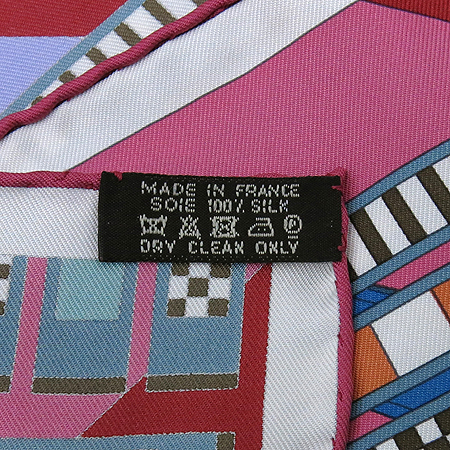 MADE IN FRANCE
SOIE 100% SILK
DRY CLEAN ONLY